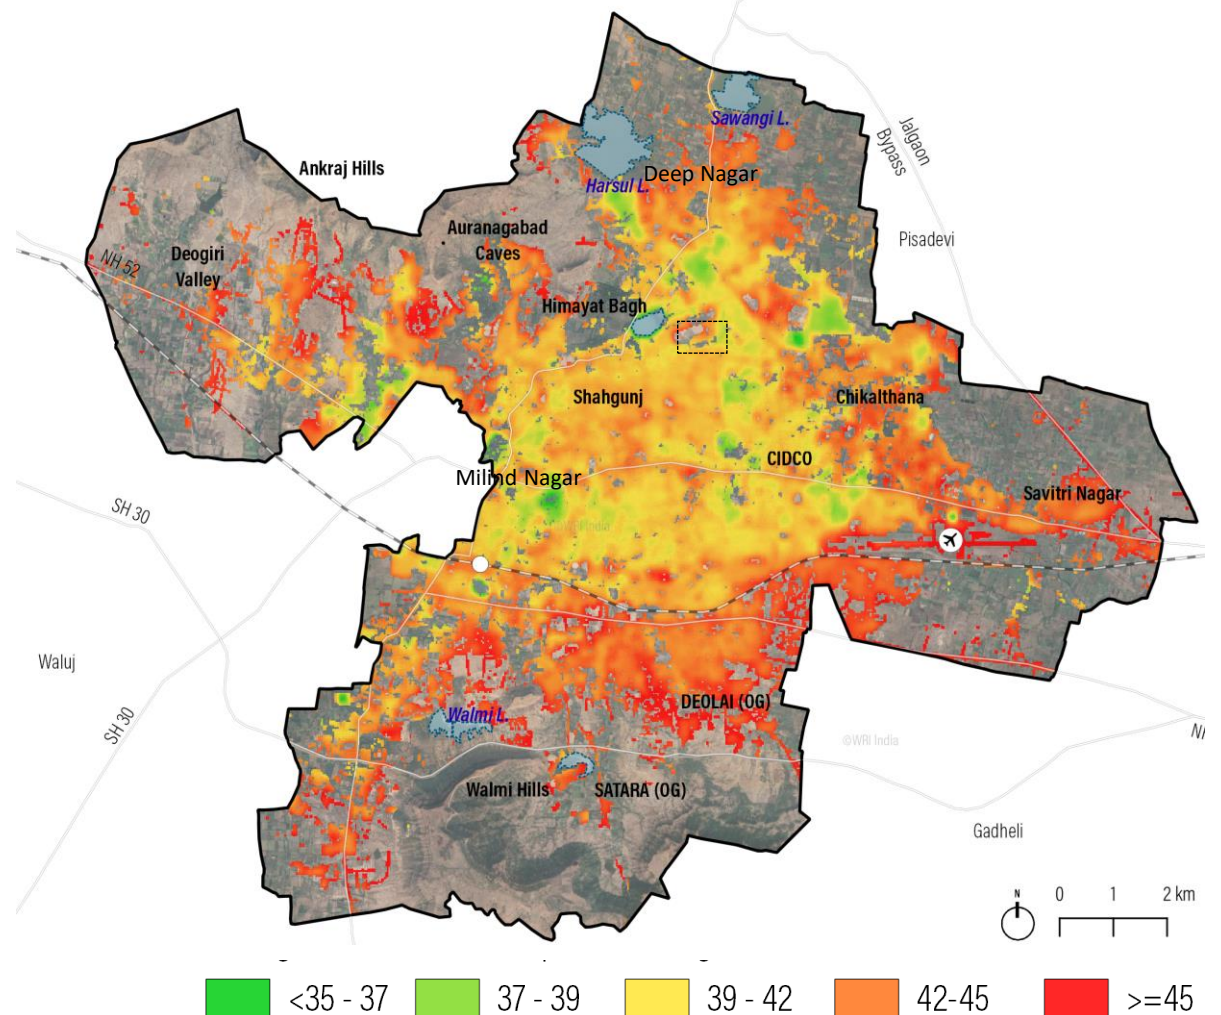 Sawangi L.
Jalgaon
Bypass
Ankraj Hills
Deep Nagar
Harsul L.
Auranagabad
Caves
Pisadevi
Deogiri
Valley
NH 52
Himayat Bagh
Shahgunj
Chikalthana
CIDCO
Milind Nagar
Savitri Nagar
SH 30
Waluj
DEOLAI (OG)
Walmi L.
SH 30
©WRI India
Walmi Hills
SATARA (OG)
Gadheli
N
0 1 2 km
<35 - 37
37 - 39
39 - 42
42-45
>=45